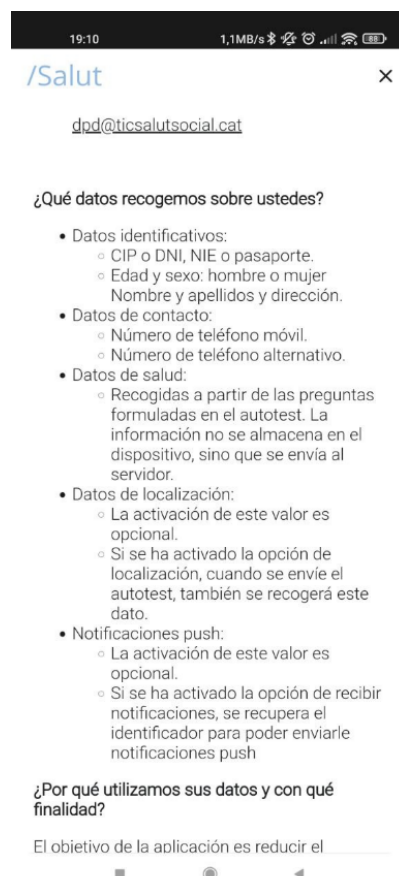 19:10
1,1MB/s
88
/Salut
×
dpd@ticsalutsocial.cat
¿Qué datos recogemos sobre ustedes?
• Datos identificativos:
◦ CIP o DNI, NIE o pasaporte.
◦ Edad y sexo: hombre o mujer
Nombre y apellidos y dirección.
• Datos de contacto:
◦ Número de teléfono móvil.
◦ Número de teléfono alternativo.
• Datos de salud:
◦ Recogidas a partir de las preguntas
formuladas en el autotest. La
información no se almacena en el
dispositivo, sino que se envía al
servidor.
• Datos de localización:
◦ La activación de este valor es
opcional.
◦ Si se ha activado la opción de
localización, cuando se envíe el
autotest, también se recogerá este
dato.
• Notificaciones push:
◦ La activación de este valor es
opcional.
◦ Si se ha activado la opción de recibir
notificaciones, se recupera el
identificador para poder enviarle
notificaciones push
¿Por qué utilizamos sus datos y con qué
finalidad?
El objetivo de la aplicación es reducir el